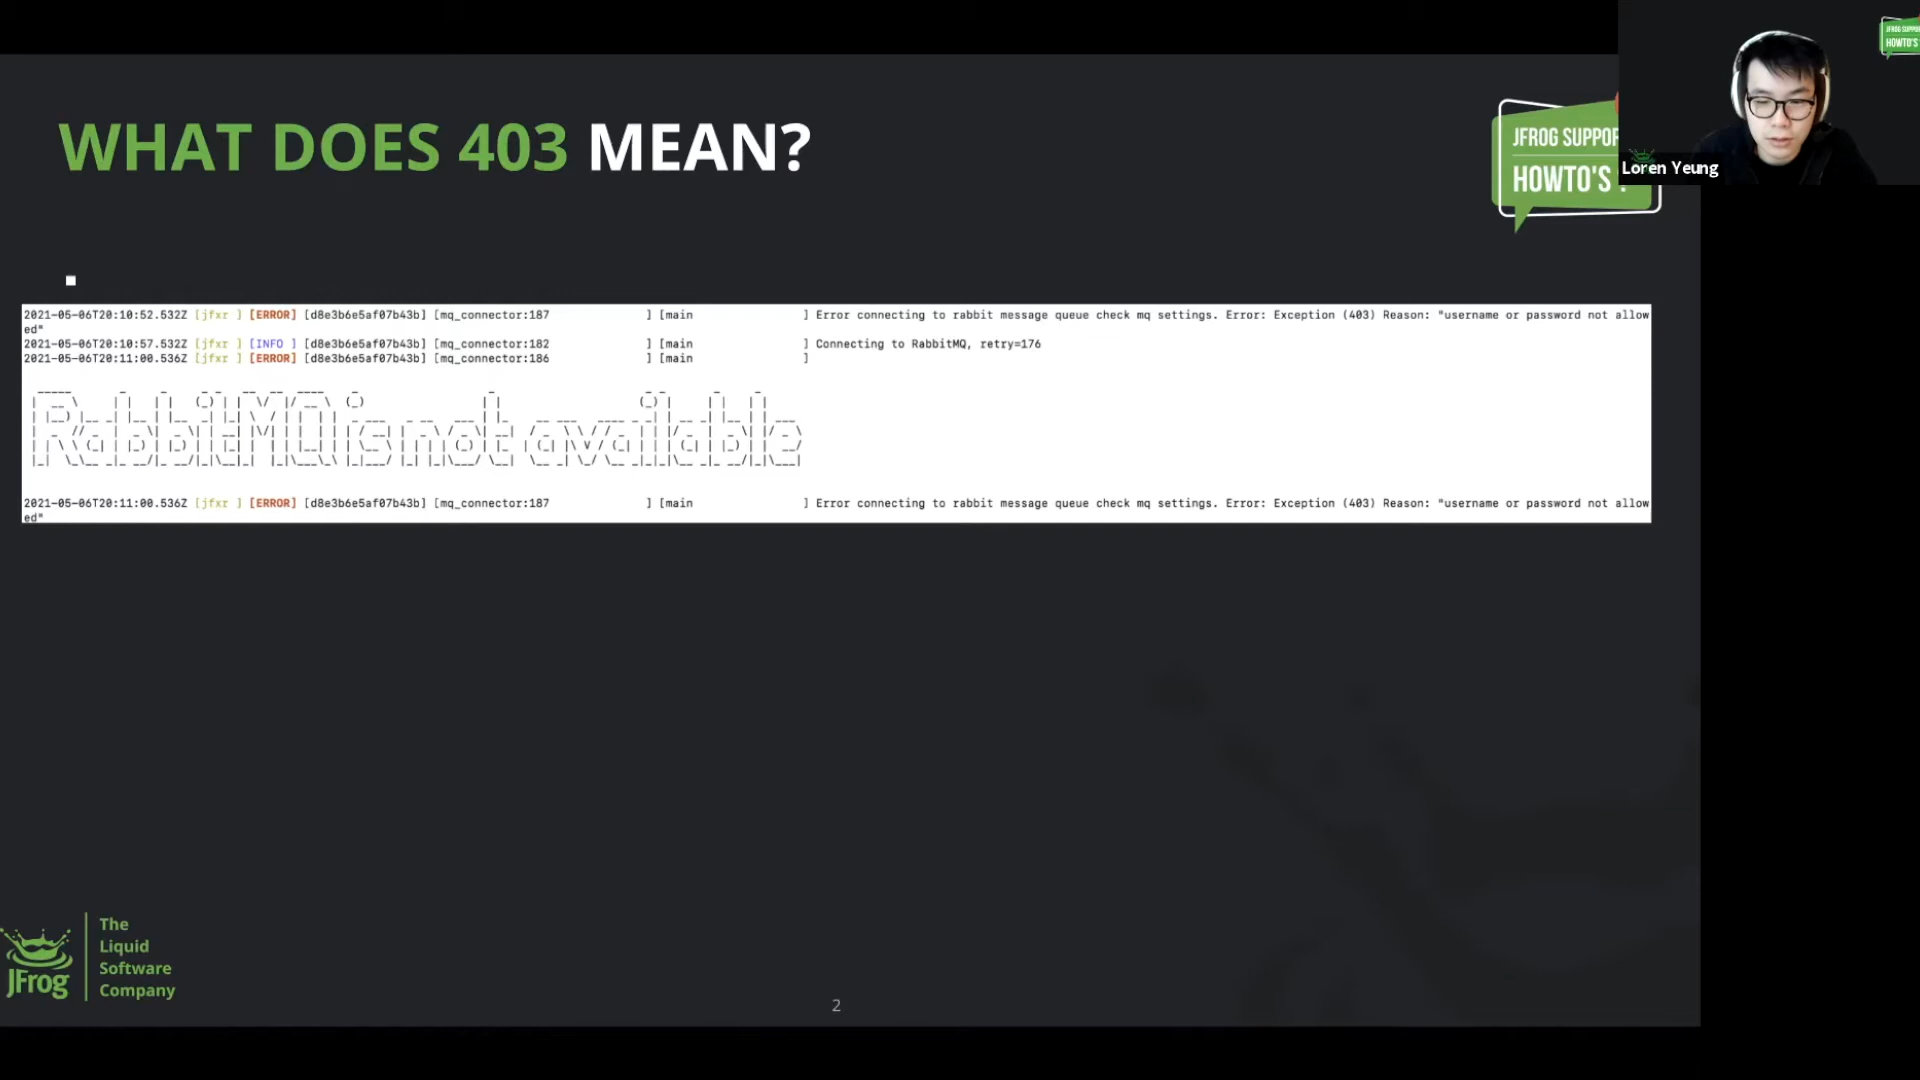 WHAT DOES 403 MEAN?
JFROG SUPPOR
HOWTO'S
JFROG SUPPOR
HOWTO'S
Loren Yeung
2021-05-06T20:10:52.532Z [jfxr ] [ERROR] [d8e3b6e5af07b43b] [mq_connector:187 ] [main ] Error connecting to rabbit message queue check mq settings. Error: Exception (403) Reason: "username or password not allow
ed"
2021-05-06T20:10:57.532Z [jfxr ] [INFO ] [d8e3b6e5af07b43b] [mq_connector:182 ] [main ] Connecting to RabbitMQ, retry=176
2021-05-06T20:11:00.536Z [jfxr ] [ERROR] [d8e3b6e5af07b43b] [mq_connector:186 ] [main ]
RabbitMQ is not available
2021-05-06T20:11:00.536Z [jfxr ] [ERROR] [d8e3b6e5af07b43b] [mq_connector:187 ] [main ] Error connecting to rabbit message queue check mq settings. Error: Exception (403) Reason: "username or password not allow
ed"
JFrog
The
Liquid
Software
Company
2